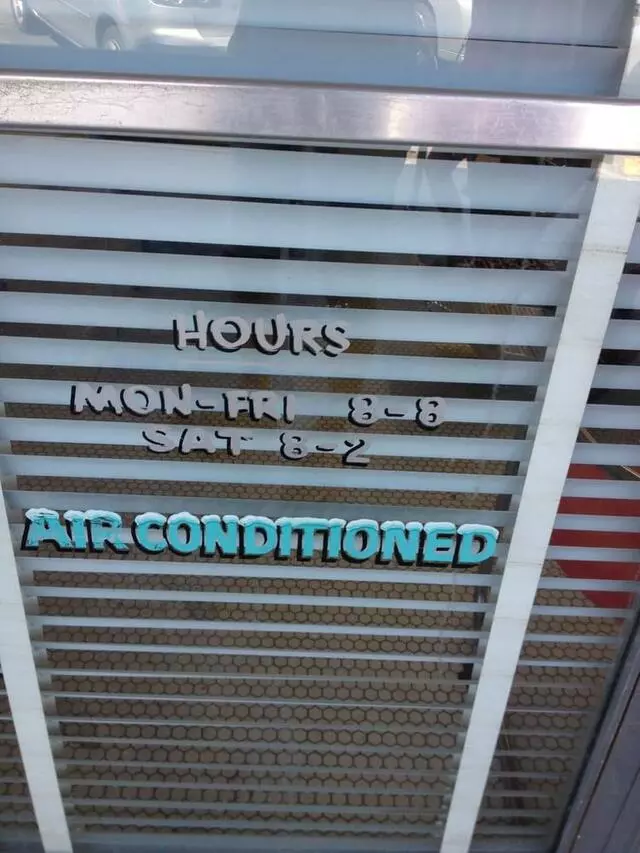 HOURS
MON-FRI 8-8
SAT 8-2
AIR CONDITIONED